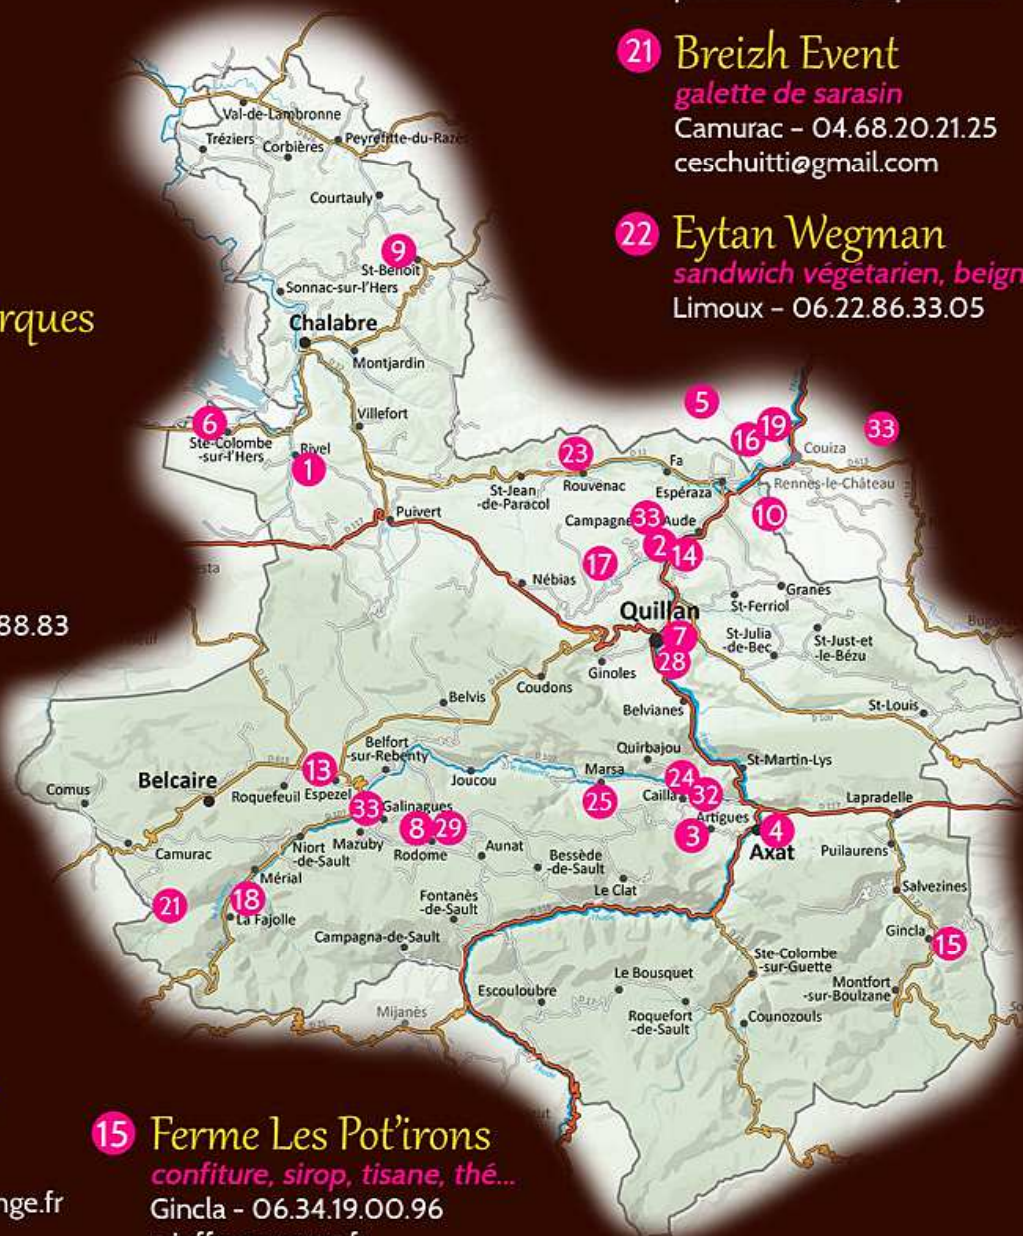 21 Breizh Event
galette de sarasin
Camurac – 04.68.20.21.25
ceschuitti@gmail.com
22 Eytan Wegman
sandwich végétarien, beign
Limoux – 06.22.86.33.05
rques
88.83
Val-de-Lambronne
Tréziers
Corbières
Peyrefitte-du-Razès
Courtauly
9
St-Benoît
Sonnac-sur-l'Hers
Chalabre
Montjardin
Villefort
6
Ste-Colombe
-sur-l'Hers
Rivel
1
5
16
19
33
Couiza
23
Fa
Rouvenac
Espéraza
Rennes-le-Château
St-Jean
-de-Paracol
10
Puivert
Campagne
33
Aude
2
14
17
Nébias
Granes
St-Ferriol
Quillan
7
28
St-Julia
-de-Bec
St-Just-et
-le-Bézu
Ginoles
Coudons
Belvis
Belvianes
St-Louis
Belfort
-sur-Rebenty
Quirbajou
St-Martin-Lys
13
Joucou
Marsa
24
Belcaire
Comus
Roquefeuil
Espezel
25
Cailla
32
Lapradelle
33
Galinagues
Artigues
8
29
3
4
Axat
Niort
-de-Sault
Mazuby
Rodome
Aunat
Puilaurens
Camurac
Bessède
-de-Sault
Mérial
Le Clat
Salvezines
21
18
La Fajolle
Fontanès
-de-Sault
Campagna-de-Sault
Gincla
15
Ste-Colombe
-sur-Guette
Le Bousquet
Montfort
-sur-Boulzane
Escouloubre
Mijanès
Roquefort
-de-Sault
Counozouls
15 Ferme Les Pot'irons
confiture, sirop, tisane, thé...
Gincla - 06.34.19.00.96
nge.fr